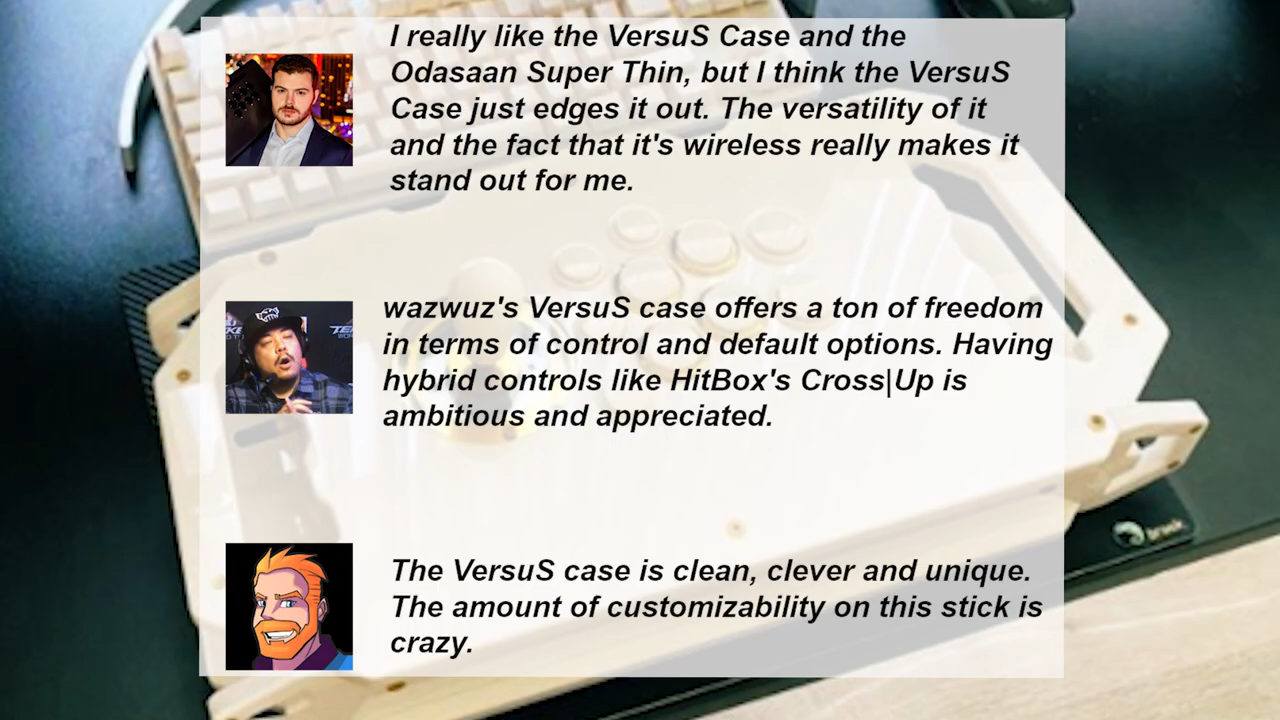 I really like the VersuS Case and the
Odasaan Super Thin, but I think the VersuS
Case just edges it out. The versatility of it
and the fact that it's wireless really makes it
stand out for me.
wazwuz's VersuS case offers a ton of freedom
in terms of control and default options. Having
hybrid controls like HitBox's Cross|Up is
ambitious and appreciated.
The VersuS case is clean, clever and unique.
The amount of customizability on this stick is
crazy.